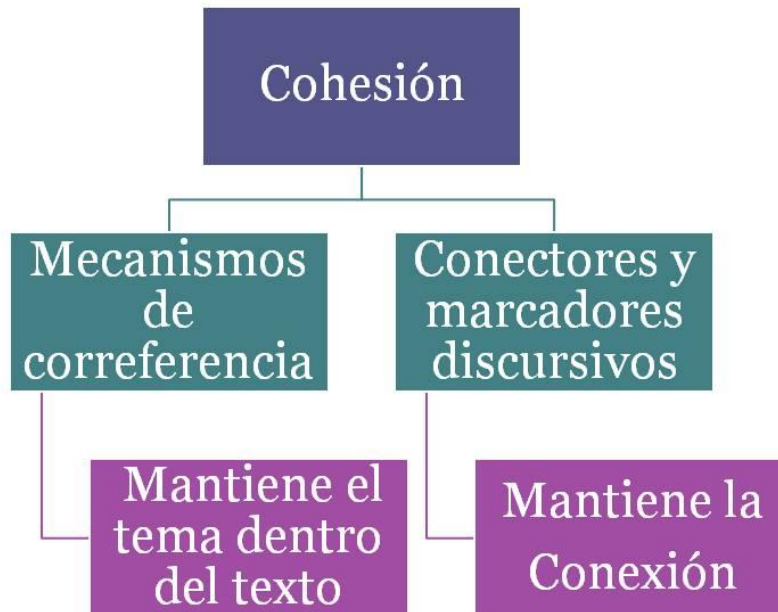 Cohesión
Mecanismos
de
correferencia
Conectores y
marcadores
discursivos
Mantiene el
tema dentro
del texto
Mantiene la
Conexión